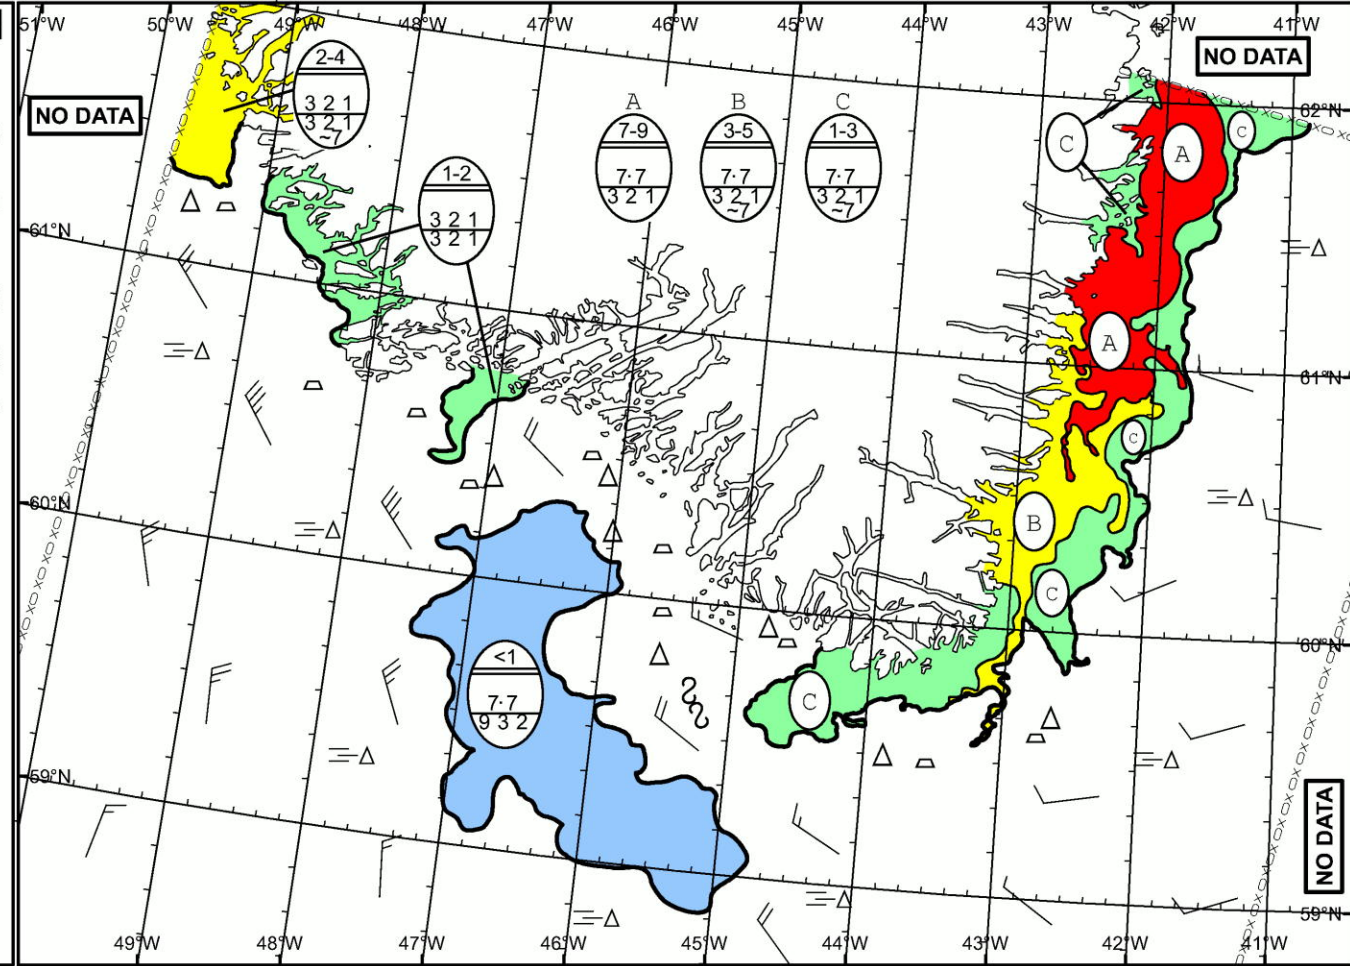 51°W 50°W 49°W 48°W 47°W 46°W 45°W 44°W 43°W 42°W 41°W
NO DATA
NO DATA
2-4
3 2 1
3 2 1
~7
A B C
7-9 3-5 1-3
7·7 7·7 7·7
3 2 1 3 2 1 3 2 1
~7 ~7
62°N
C
A
C
1-2
3 2 1
3 2 1
61°N
A
61°N
C
60°N
B
C
60°N
<1
7·7
9 3 2
C
59°N
NO DATA
59°N
49°W 48°W 47°W 46°W 45°W 44°W 43°W 42°W 41°W